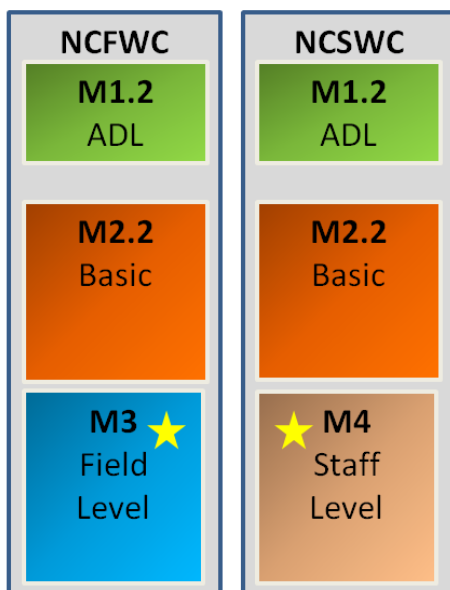 NCFWC
M1.2
ADL
M2.2
Basic
M3
Field
Level
NCSWC
M1.2
ADL
M2.2
Basic
M4
Staff
Level